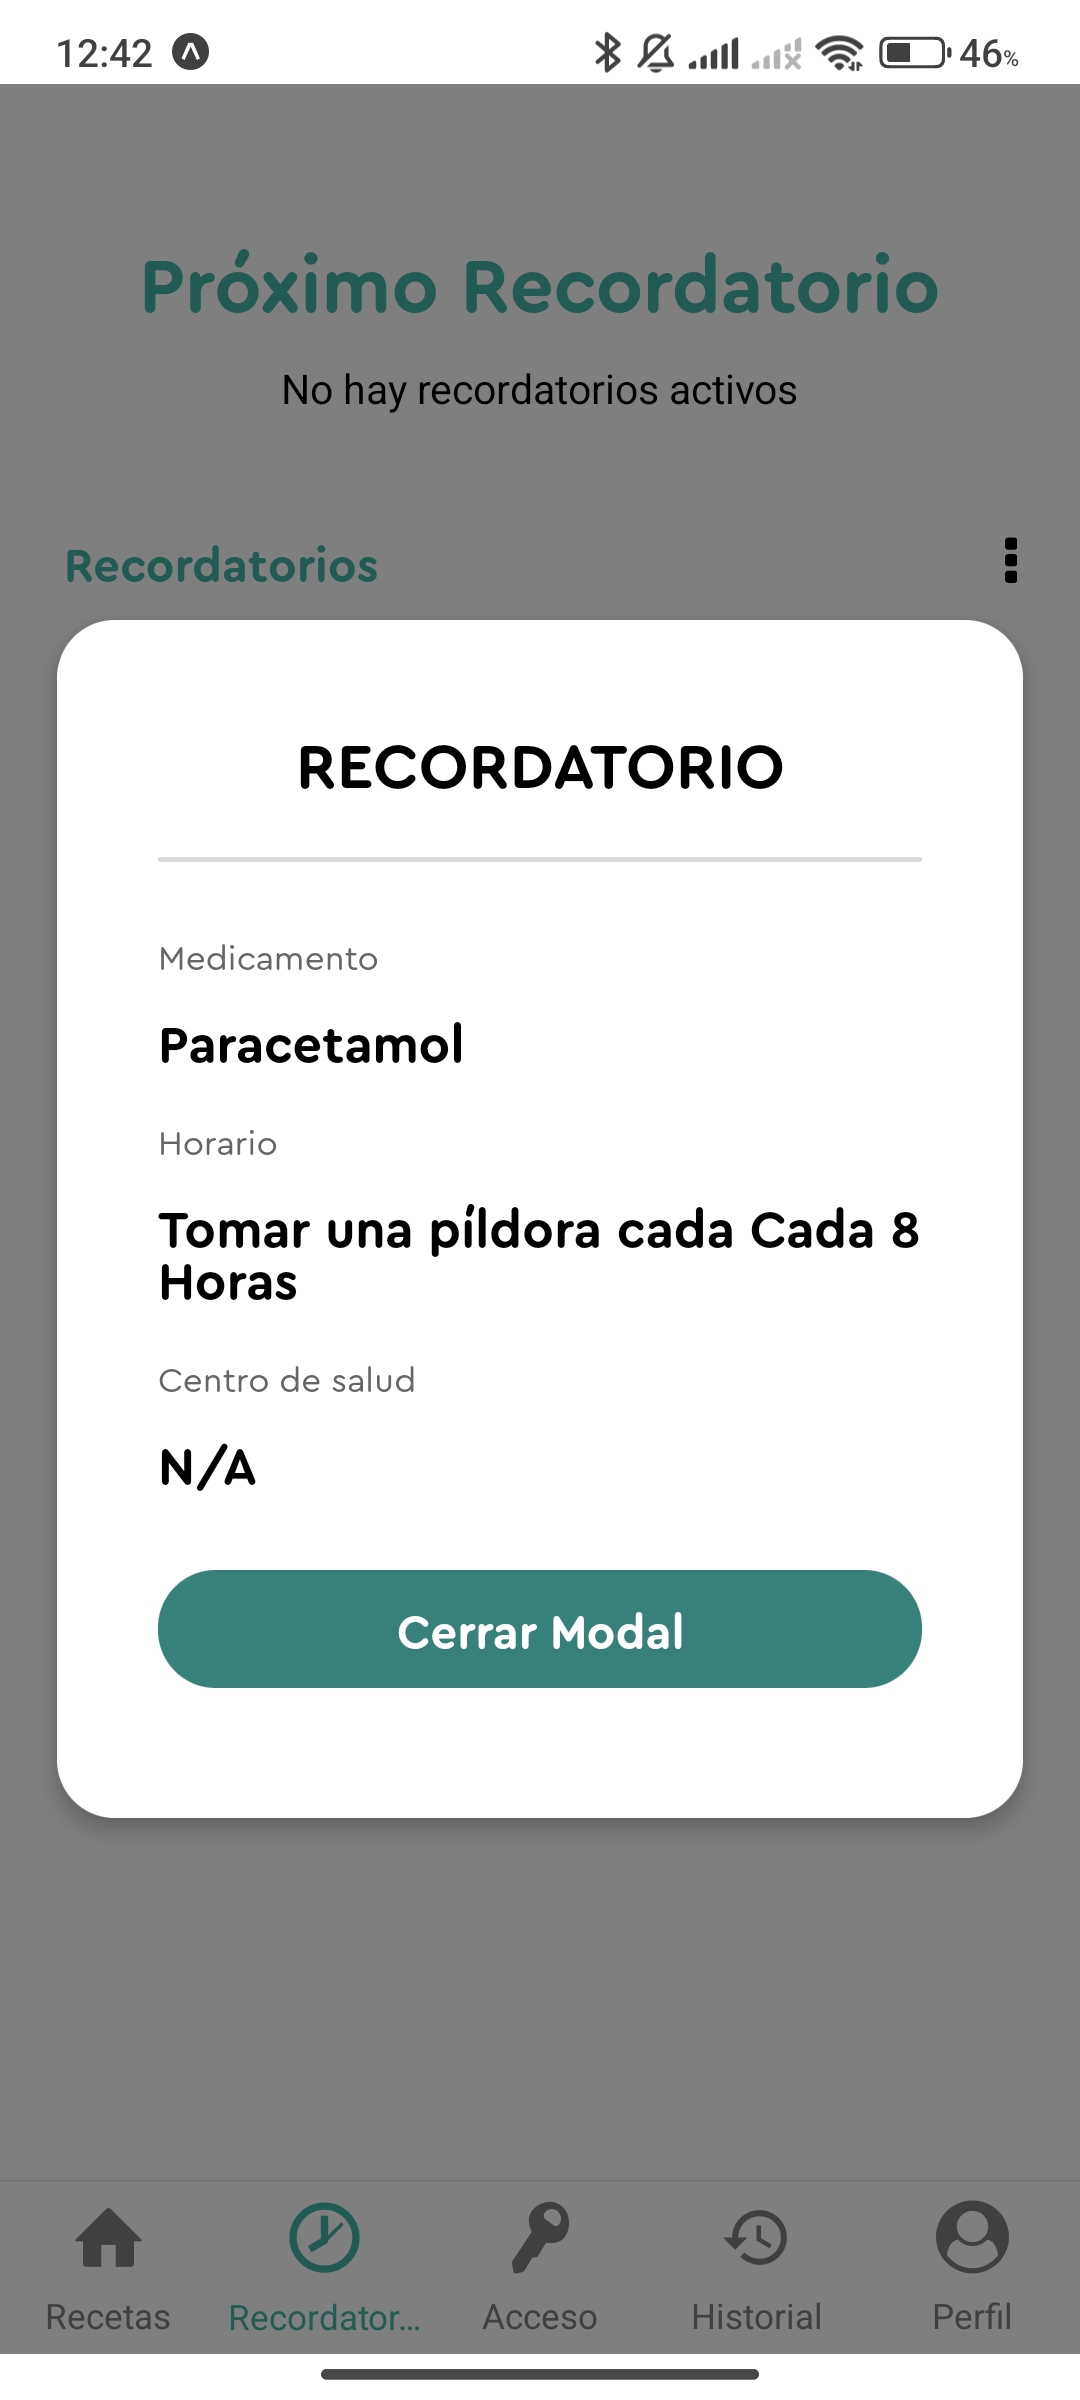 12:42
46%
Próximo Recordatorio
No hay recordatorios activos
Recordatorios
RECORDATORIO
Medicamento
Paracetamol
Horario
Tomar una píldora cada Cada 8
Horas
Centro de salud
N/A
Cerrar Modal
Recetas
Recordator...
Acceso
Historial
Perfil